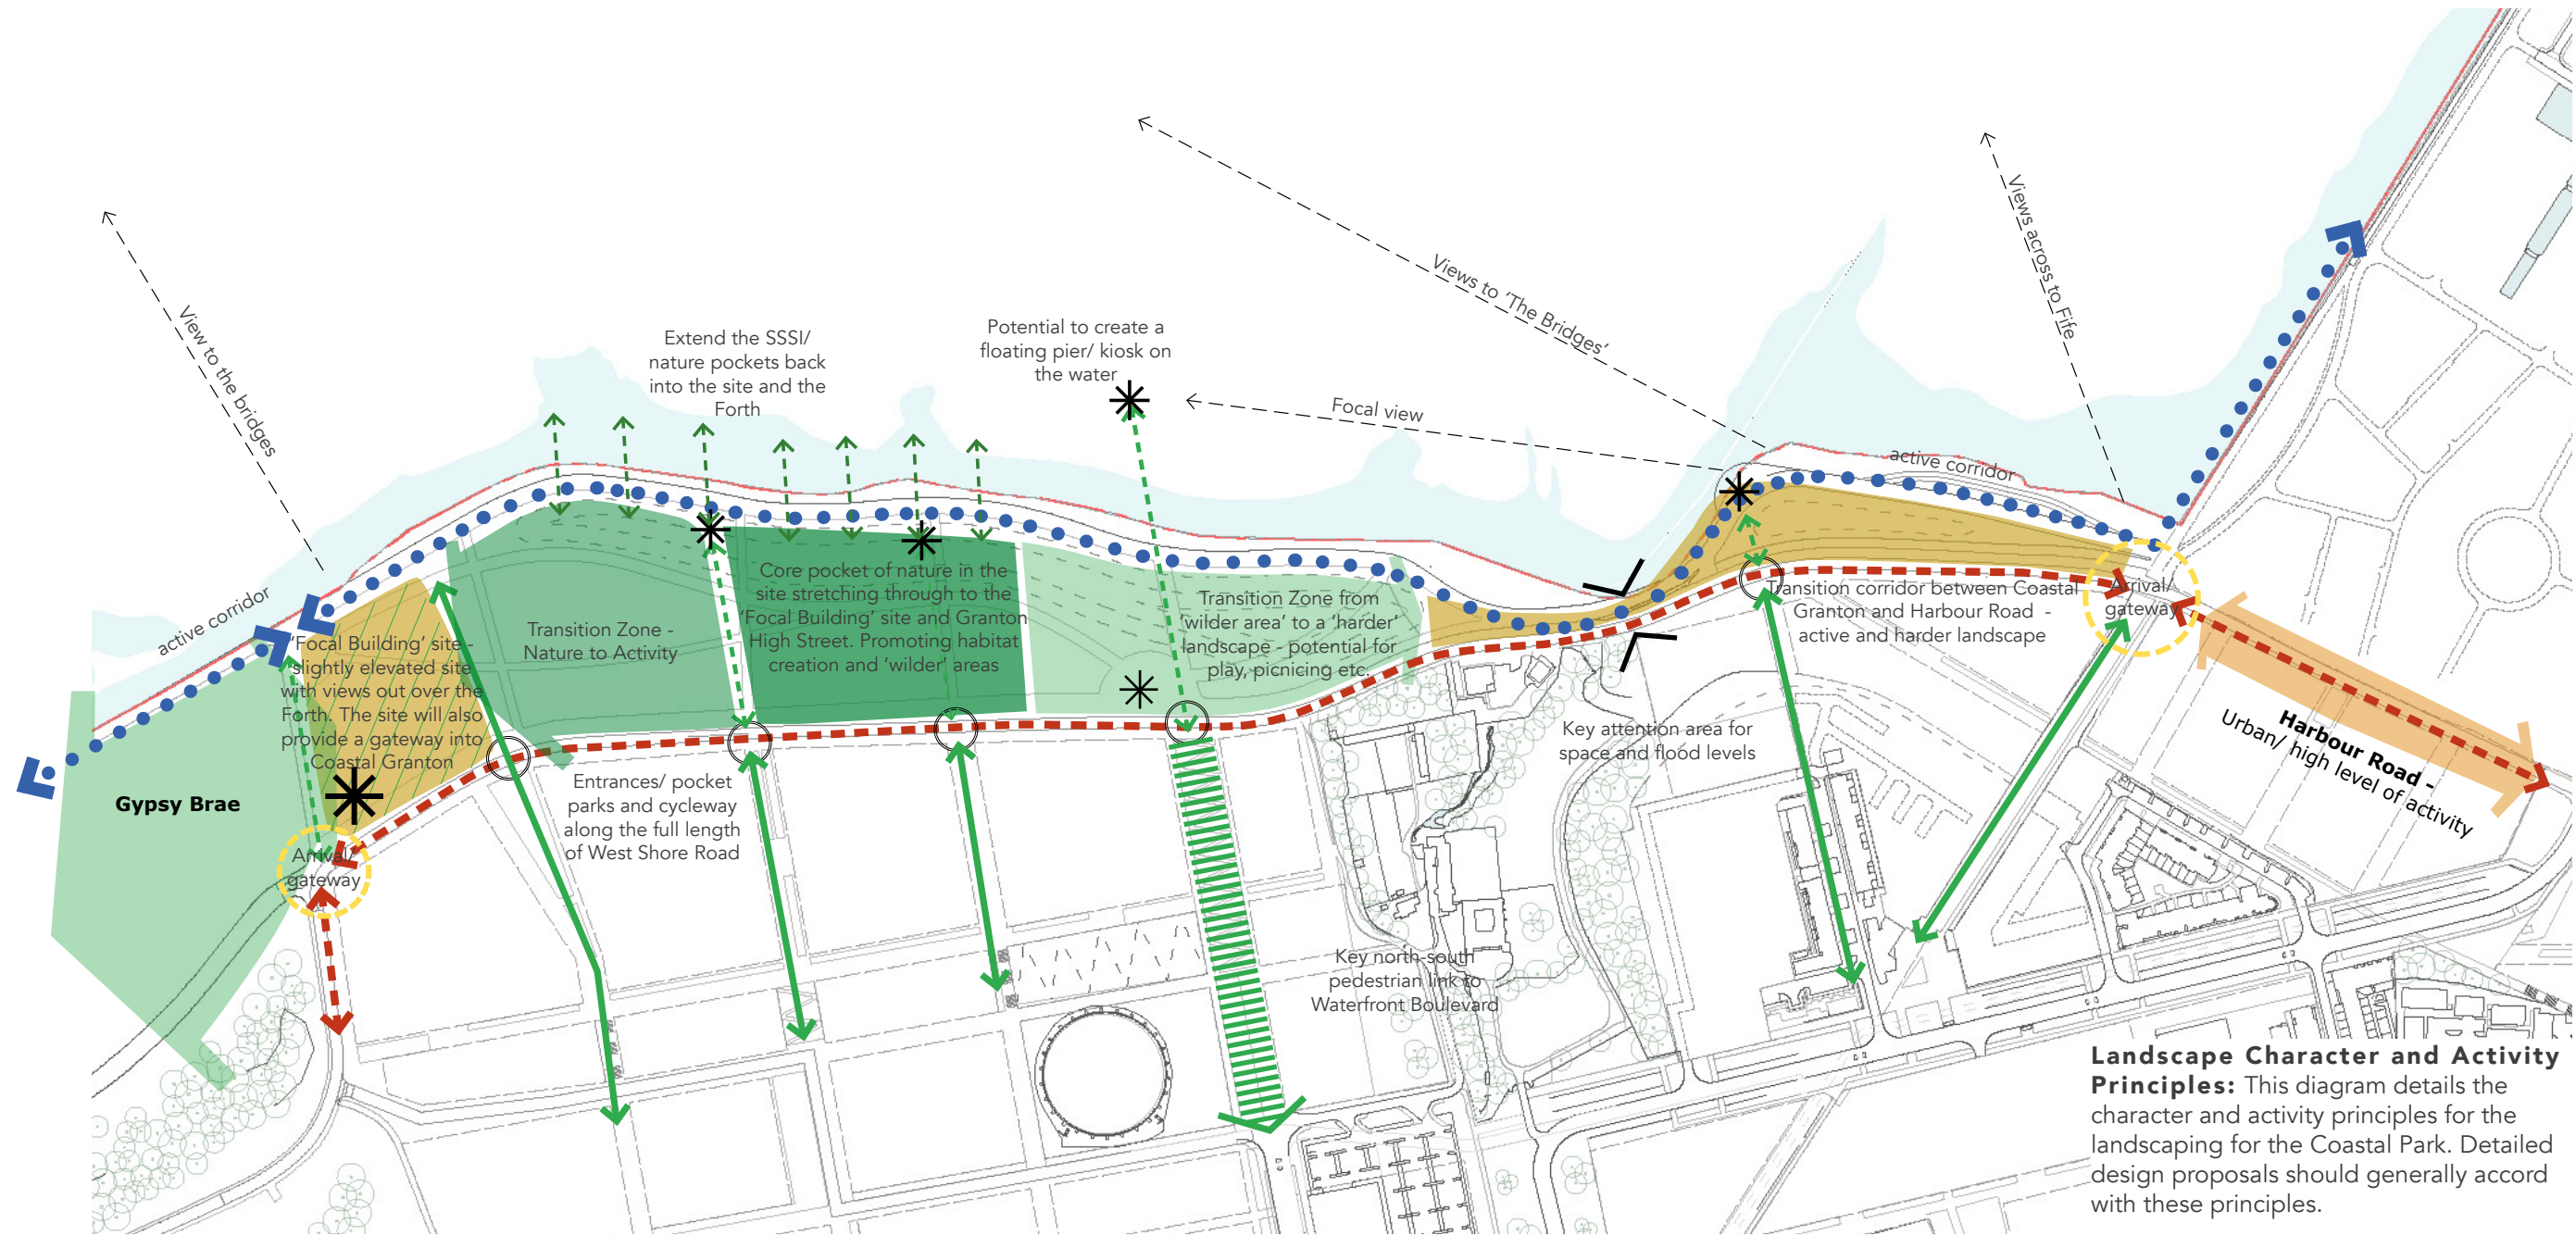 View to the bridges
active corridor
Extend the SSSI/
nature pockets back
into the site and the
Forth
Potential to create a
floating pier/ kiosk on
the water
Views to 'The Bridges'
Focal view
Views across to Fife
active corridor
'Focal Building' site -
slightly elevated site
with views out over the
Forth. The site will also
provide a gateway into
Coastal Granton
Gypsy Brae
Arrival/
gateway
Transition Zone -
Nature to Activity
Core pocket of nature in the
site stretching through to the
'Focal Building' site and Granton
High Street. Promoting habitat
creation and 'wilder' areas
Transition Zone from
'wilder area' to a 'harder'
landscape - potential for
play, picnicing etc.
Transition corridor between Coastal
Granton and Harbour Road -
active and harder landscape
Arrival/
gateway
Entrances/ pocket
parks and cycleway
along the full length
of West Shore Road
Key attention area for
space and flood levels
Harbour Road -
Urban/ high level of activity
Key north-south
pedestrian link to
Waterfront Boulevard
Landscape Character and Activity
Principles: This diagram details the
character and activity principles for the
landscaping for the Coastal Park. Detailed
design proposals should generally accord
with these principles.